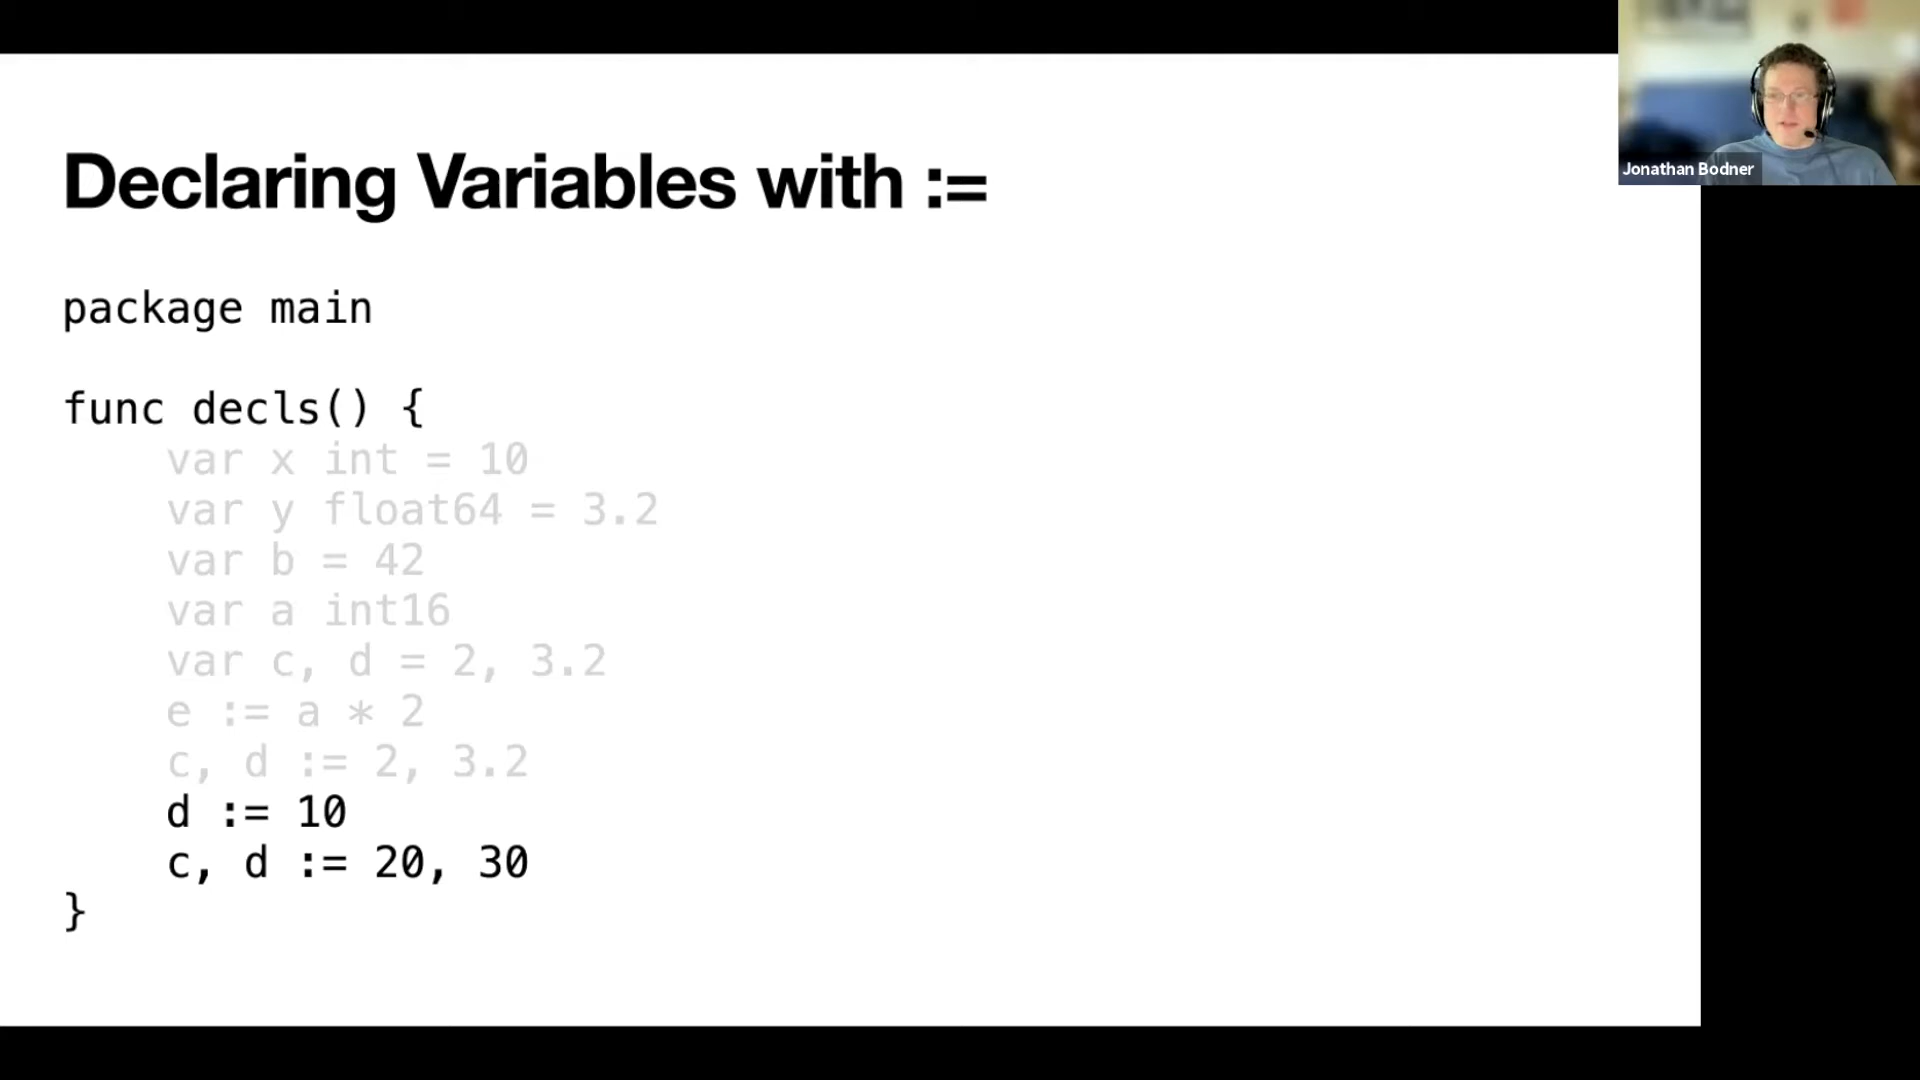 Declaring Variables with :=
package main
func decls() {
    var x int = 10
    var y float64 = 3.2
    var b = 42
    var a int16
    var c, d = 2, 3.2
    e := a * 2
    c, d := 2, 3.2
    d := 10
    c, d := 20, 30
}
Jonathan Bodner